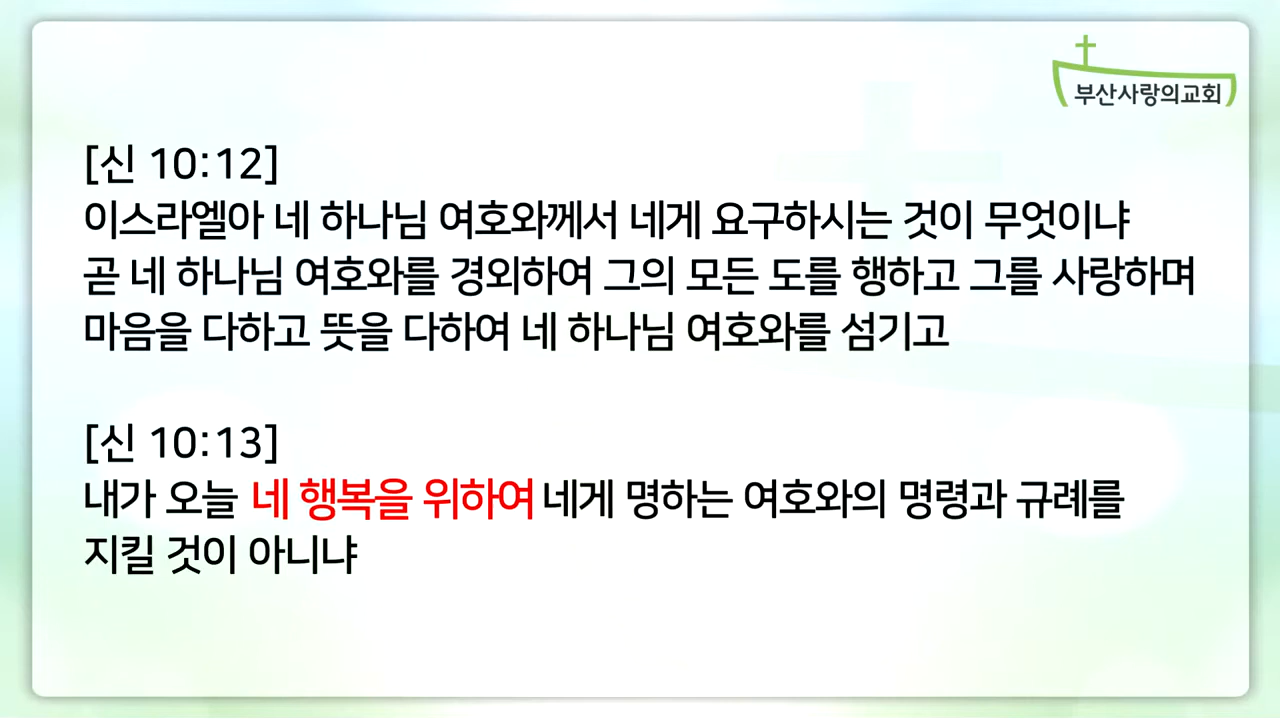 부산사랑의교회
[신 10:12]
이스라엘아 네 하나님 여호와께서 네게 요구하시는 것이 무엇이냐
곧 네 하나님 여호와를 경외하여 그의 모든 도를 행하고 그를 사랑하며
마음을 다하고 뜻을 다하여 네 하나님 여호와를 섬기고
[신 10:13]
내가 오늘 네 행복을 위하여 네게 명하는 여호와의 명령과 규례를
지킬 것이 아니냐